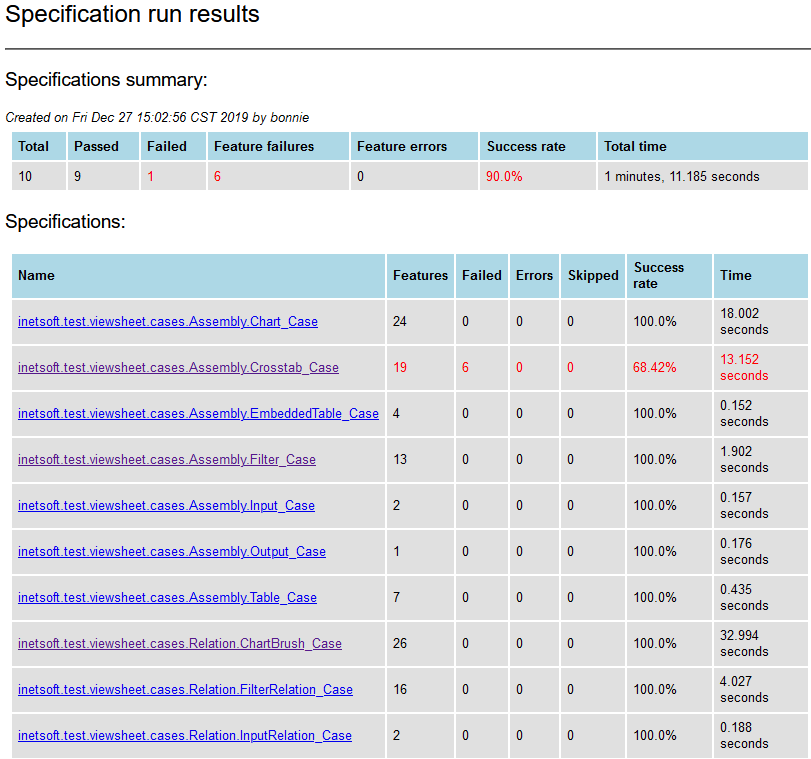 Specification run results
Specifications summary:
Created on Fri Dec 27 15:02:56 CST 2019 by bonnie
Total Passed Failed Feature failures Feature errors Success rate Total time
10 9 1 6 0 90.0% 1 minutes, 11.185 seconds
Specifications:
Name Features Failed Errors Skipped Success rate Time
inetsoft.test.viewsheet.cases.Assembly.Chart_Case 24 0 0 0 100.0% 18.002 seconds
inetsoft.test.viewsheet.cases.Assembly.Crosstab_Case 19 6 0 0 68.42% 13.152 seconds
inetsoft.test.viewsheet.cases.Assembly.EmbeddedTable_Case 4 0 0 0 100.0% 0.152 seconds
inetsoft.test.viewsheet.cases.Assembly.Filter_Case 13 0 0 0 100.0% 1.902 seconds
inetsoft.test.viewsheet.cases.Assembly.Input_Case 2 0 0 0 100.0% 0.157 seconds
inetsoft.test.viewsheet.cases.Assembly.Output_Case 1 0 0 0 100.0% 0.176 seconds
inetsoft.test.viewsheet.cases.Assembly.Table_Case 7 0 0 0 100.0% 0.435 seconds
inetsoft.test.viewsheet.cases.Relation.ChartBrush_Case 26 0 0 0 100.0% 32.994 seconds
inetsoft.test.viewsheet.cases.Relation.FilterRelation_Case 16 0 0 0 100.0% 4.027 seconds
inetsoft.test.viewsheet.cases.Relation.InputRelation_Case 2 0 0 0 100.0% 0.188 seconds